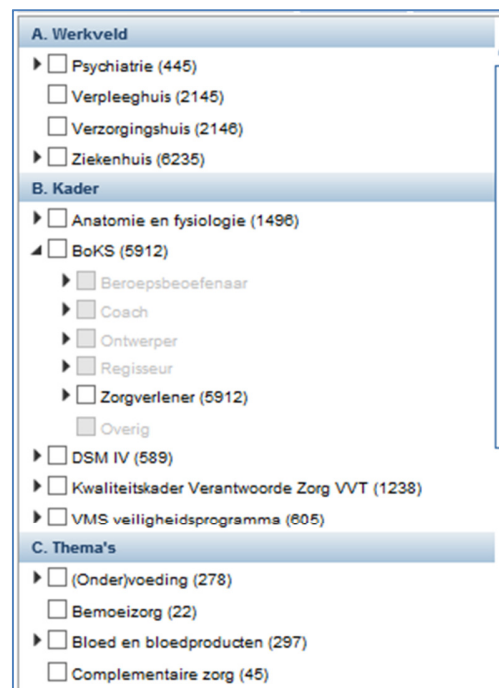 A. Werkveld
Psychiatrie (445)
Verpleeghuis (2145)
Verzorgingshuis (2146)
Ziekenhuis (6235)
B. Kader
Anatomie en fysiologie (1496)
BoKS (5912)
Beroepsbeoefenaar
Coach
Ontwerper
Regisseur
Zorgverlener (5912)
Overig
DSM IV (589)
Kwaliteitskader Verantwoorde Zorg VVT (1238)
VMS veiligheidsprogramma (605)
C. Thema's
(Onder)voeding (278)
Bemoeizorg (22)
Bloed en bloedproducten (297)
Complementaire zorg (45)